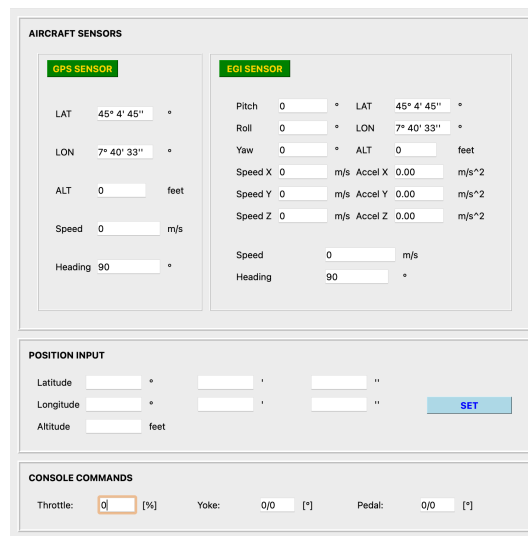 AIRCRAFT SENSORS
GPS SENSOR
LAT 45° 4' 45'' °
LON 7° 40' 33'' °
ALT 0 feet
Speed 0 m/s
Heading 90 °
EGI SENSOR
Pitch 0 ° LAT 45° 4' 45'' °
Roll 0 ° LON 7° 40' 33'' °
Yaw 0 ° ALT 0 feet
Speed X 0 m/s Accel X 0.00 m/s^2
Speed Y 0 m/s Accel Y 0.00 m/s^2
Speed Z 0 m/s Accel Z 0.00 m/s^2
Speed 0 m/s
Heading 90 °
POSITION INPUT
Latitude ° ' ''
Longitude ° ' ''
Altitude feet
SET
CONSOLE COMMANDS
Throttle: 0 [%] Yoke: 0/0 [°] Pedal: 0/0 [°]